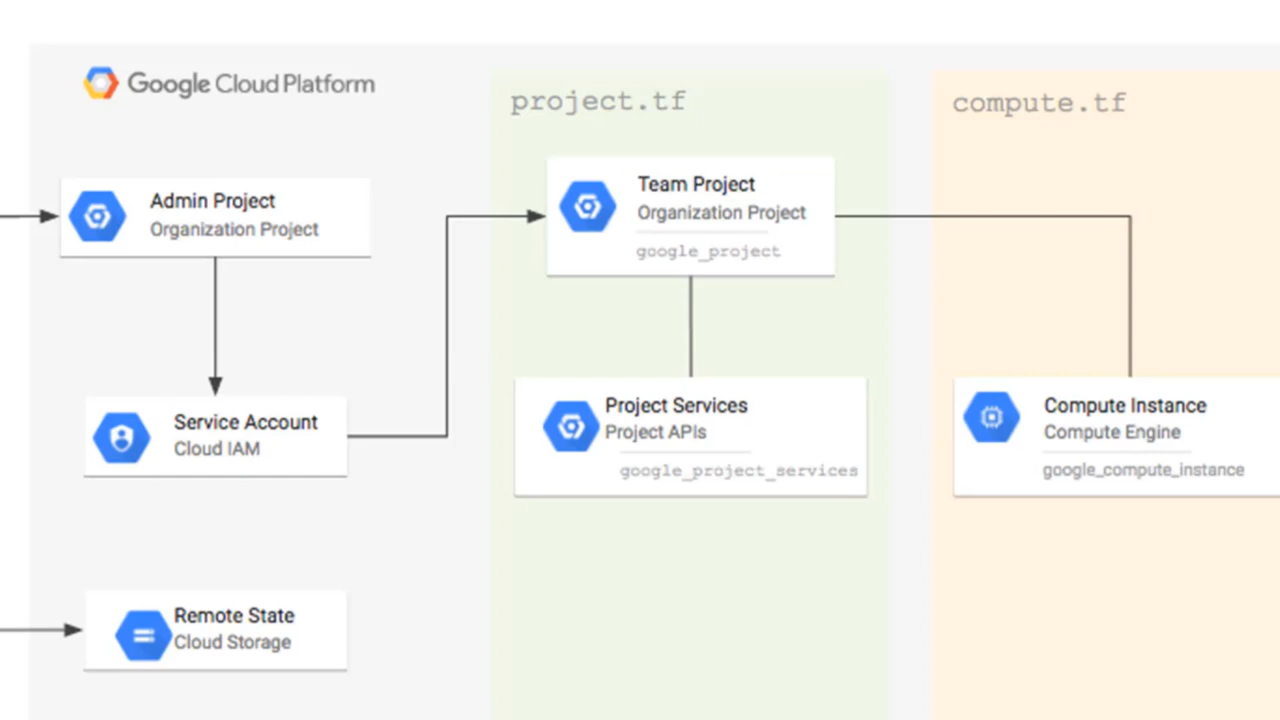 Google Cloud Platform
project.tf
compute.tf
Admin Project
Organization Project
Team Project
Organization Project
google_project
Service Account
Cloud IAM
Project Services
Project APIs
google_project_services
Compute Instance
Compute Engine
google_compute_instance
Remote State
Cloud Storage